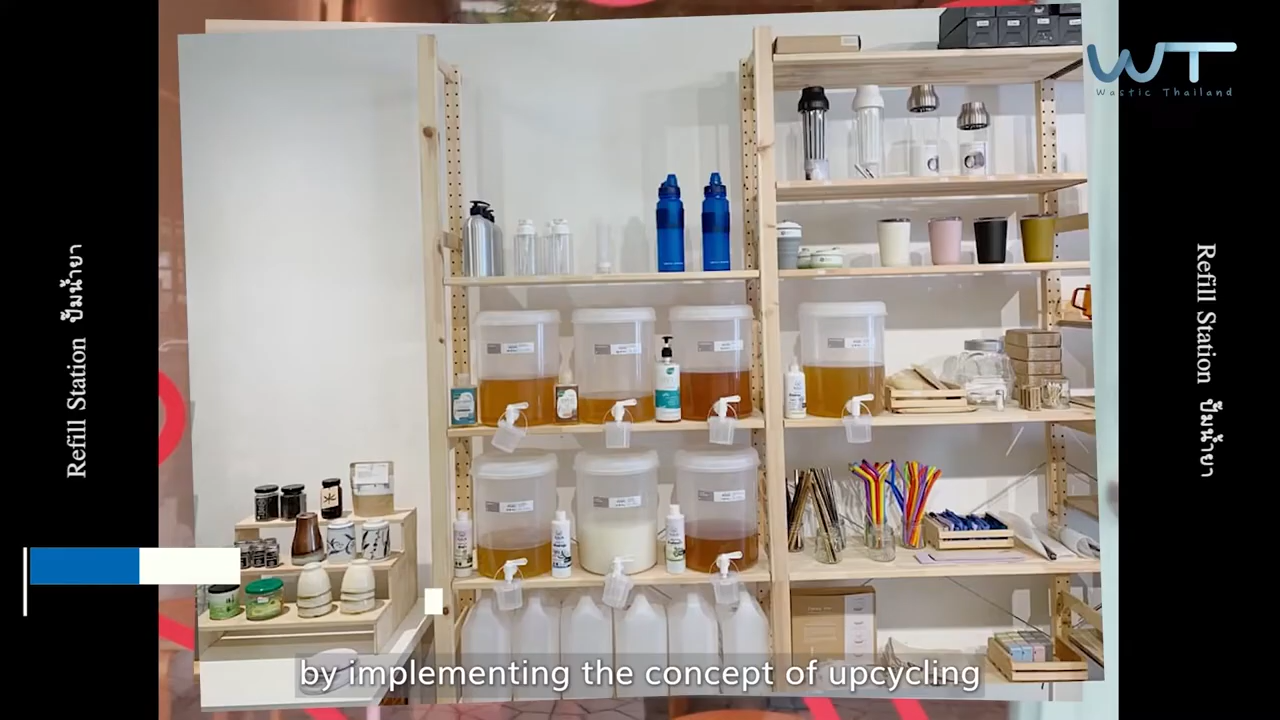 WT
Wastic Thailand
Refill Station ปั๊มน้ำยา
Refill Station ปั๊มน้ำยา
by implementing the concept of upcycling